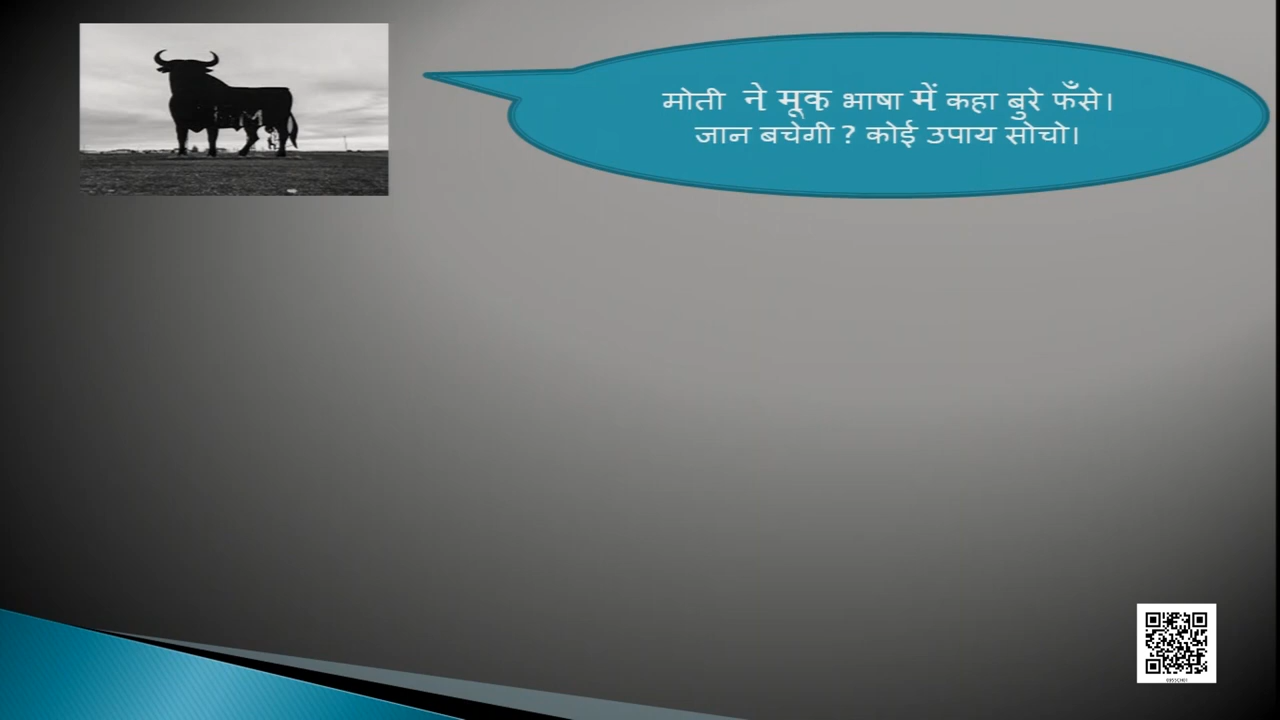 मोती ने मूक भाषा में कहा बुरे फँसे।
जान बचेगी ? कोई उपाय सोचो।